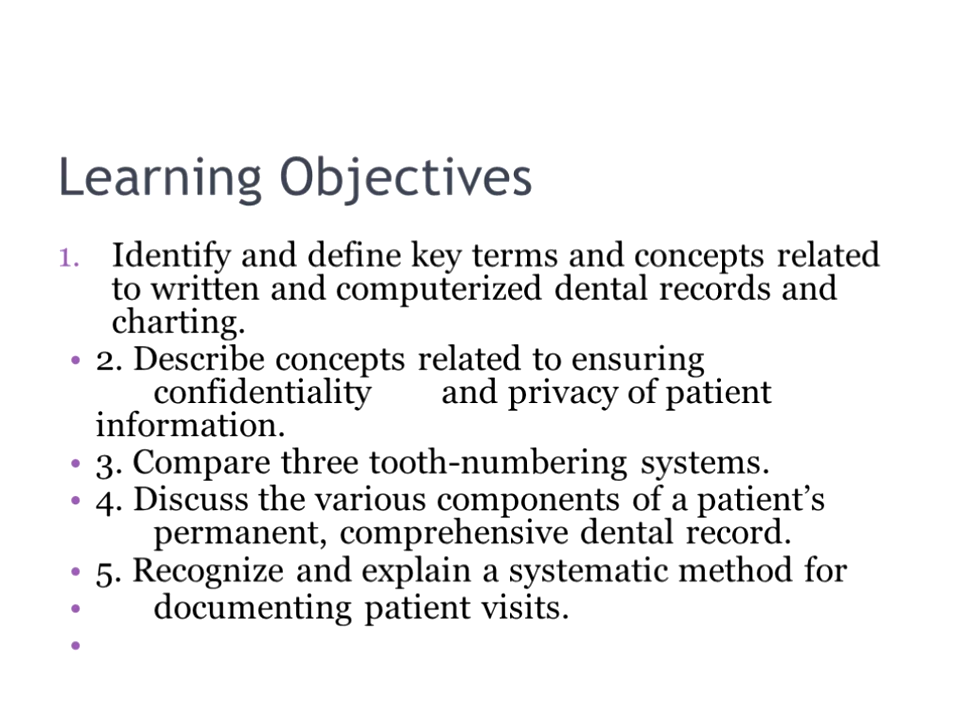 Learning Objectives
1. Identify and define key terms and concepts related
to written and computerized dental records and
charting.
• 2. Describe concepts related to ensuring
confidentiality and privacy of patient
information.
• 3. Compare three tooth-numbering systems.
• 4. Discuss the various components of a patient’s
permanent, comprehensive dental record.
• 5. Recognize and explain a systematic method for
• documenting patient visits.
•